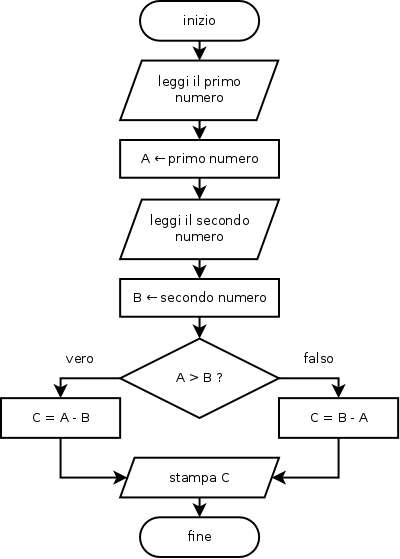 inizio
leggi il primo
numero
A ← primo numero
leggi il secondo
numero
B ← secondo numero
vero
falso
A > B ?
C = A - B
C = B - A
stampa C
fine